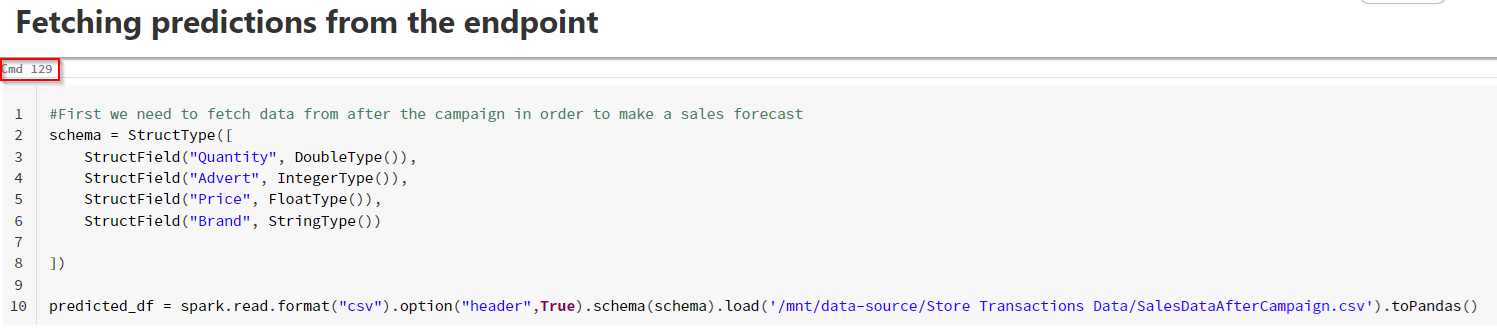 Fetching predictions from the endpoint
Cmd 129
1 #First we need to fetch data from after the campaign in order to make a sales forecast
2 schema = StructType([
3     StructField("Quantity", DoubleType()),
4     StructField("Advert", IntegerType()),
5     StructField("Price", FloatType()),
6     StructField("Brand", StringType())
7
8 ])
9
10 predicted_df = spark.read.format("csv").option("header",True).schema(schema).load('/mnt/data-source/Store Transactions Data/SalesDataAfterCampaign.csv').toPandas()